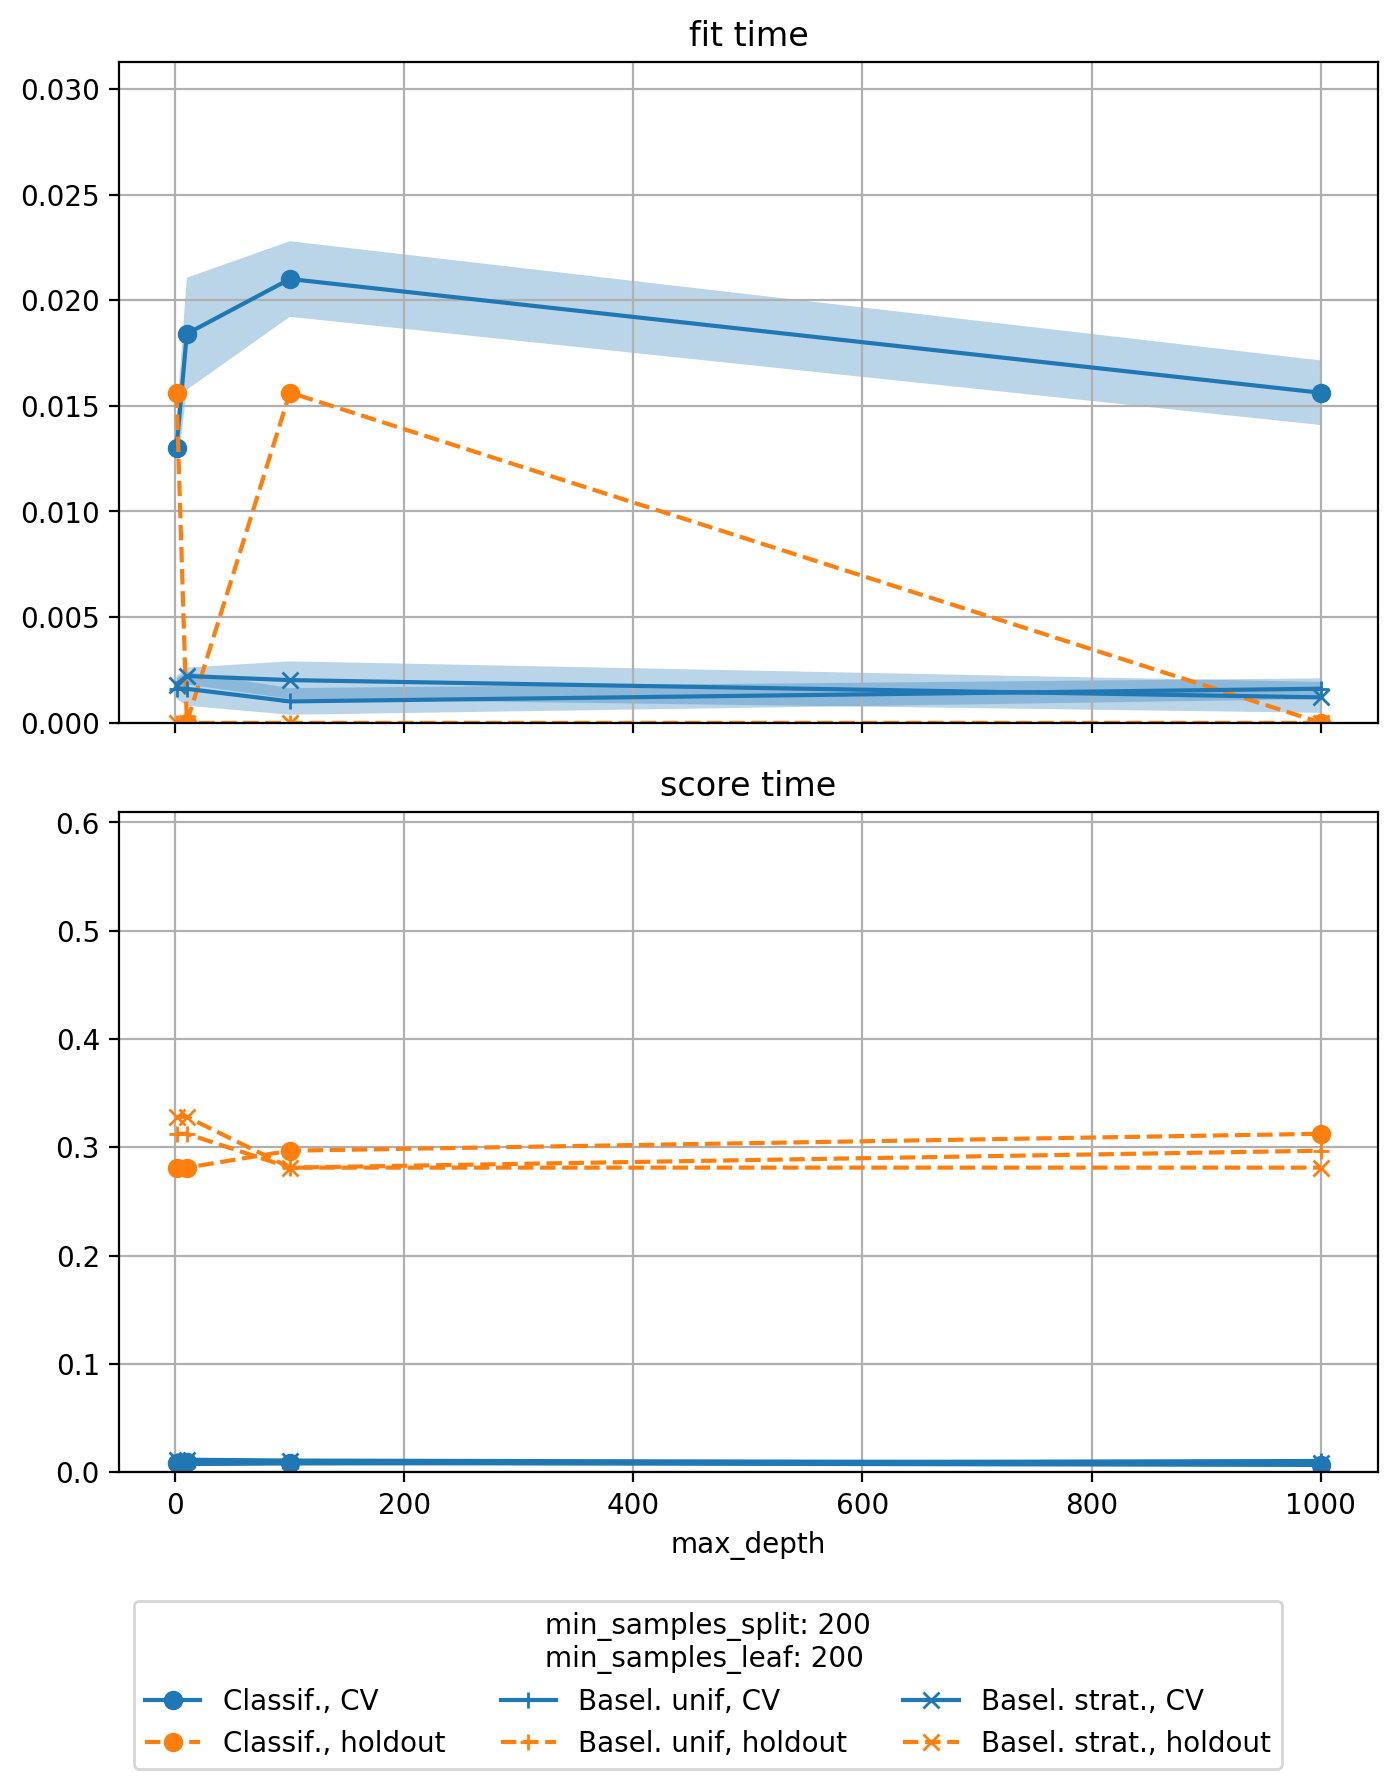 fit time
0.030
0.025
0.020
0.015
0.010
0.005
0.000
score time
0.6
0.5
0.4
0.3
0.2
0.1
0.0
0 200 400 600 800 1000
max_depth
min_samples_split: 200
min_samples_leaf: 200
Classif., CV Basel. unif, CV Basel. strat., CV
Classif., holdout Basel. unif, holdout Basel. strat., holdout